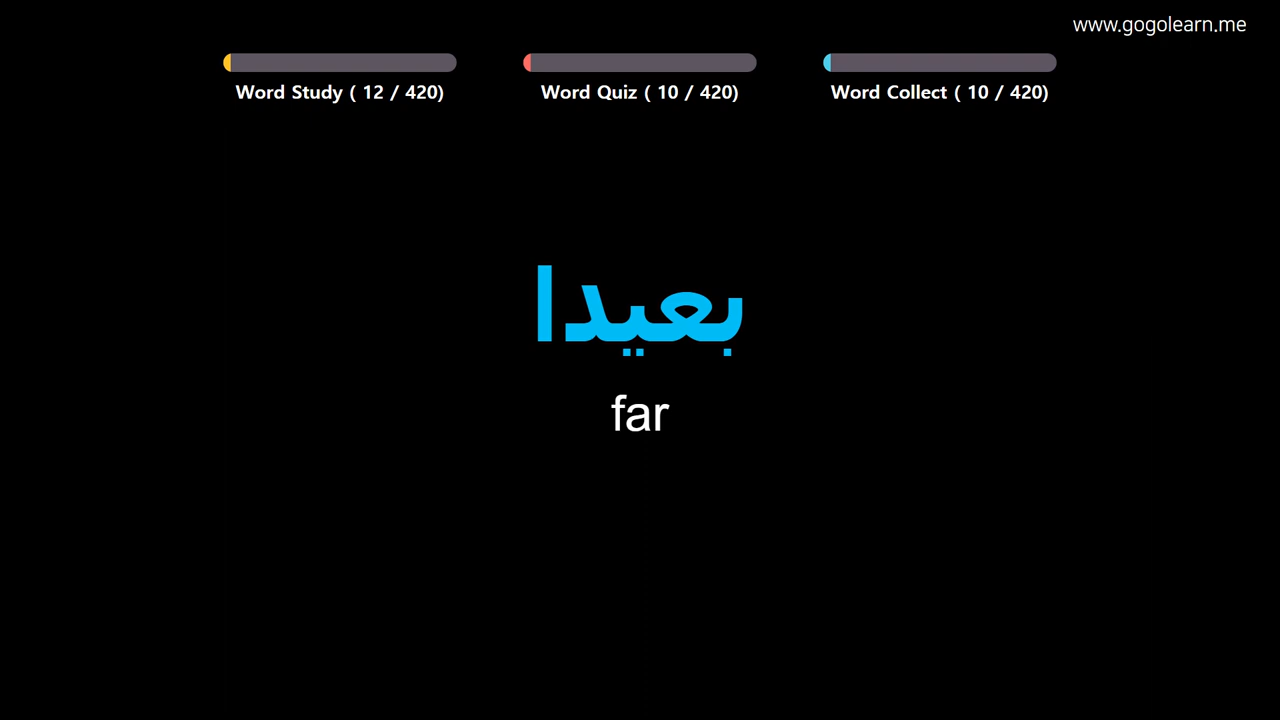 www.gogolearn.me
Word Study ( 12 / 420)
Word Quiz ( 10 / 420)
Word Collect ( 10 / 420)
بعيدا
far